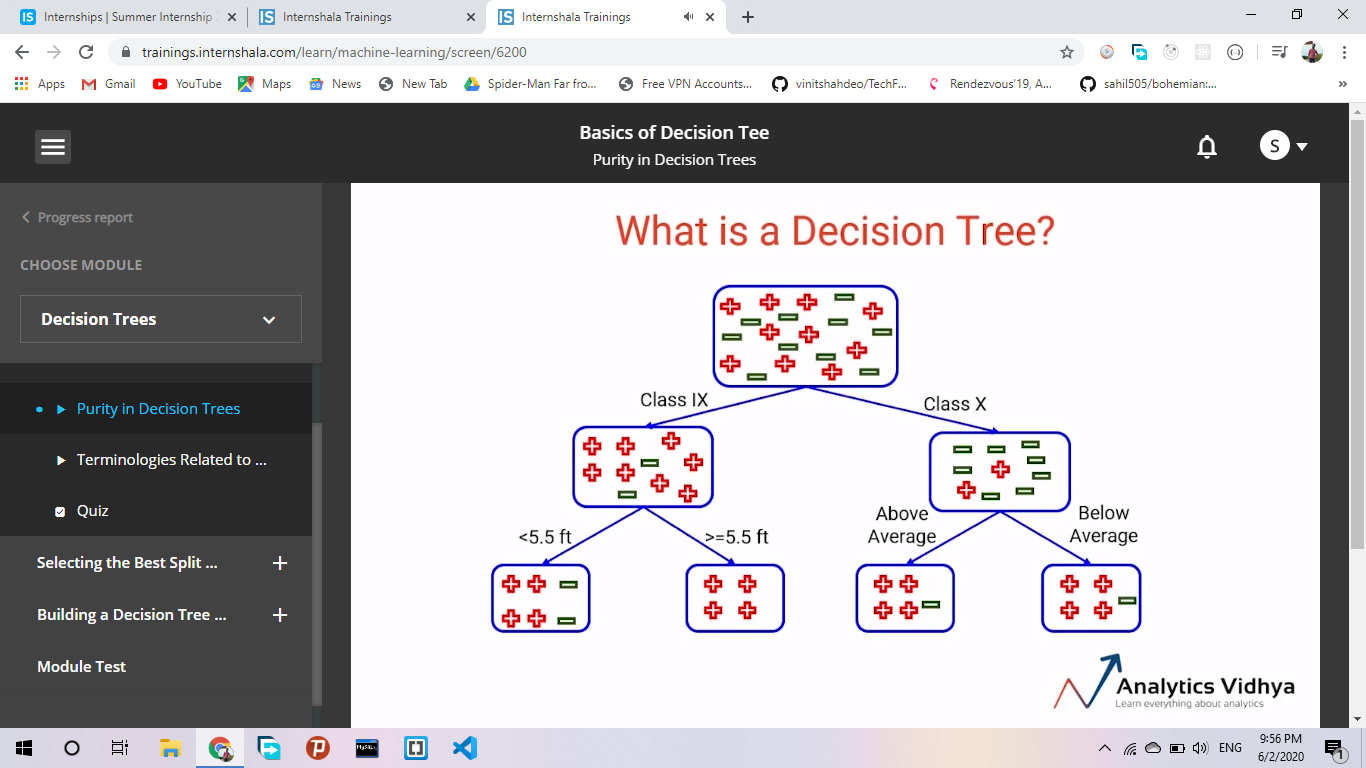 Internships | Summer Internship
Internshala Trainings
Internshala Trainings
trainings.internshala.com/learn/machine-learning/screen/6200
Apps
Gmail
YouTube
Maps
News
New Tab
Spider-Man Far fro...
Free VPN Accounts...
vinitshahdeo/TechF...
Rendezvous'19, A...
sahil505/bohemian:...
»
Basics of Decision Tee
Purity in Decision Trees
S
Progress report
CHOOSE MODULE
Decision Trees
Purity in Decision Trees
Terminologies Related to ...
Quiz
Selecting the Best Split ...
Building a Decision Tree ...
Module Test
What is a Decision Tree?
Class IX
Class X
<5.5 ft
>=5.5 ft
Above
Average
Below
Average
Analytics Vidhya
Learn everything about analytics
ENG
9:56 PM
6/2/2020
1